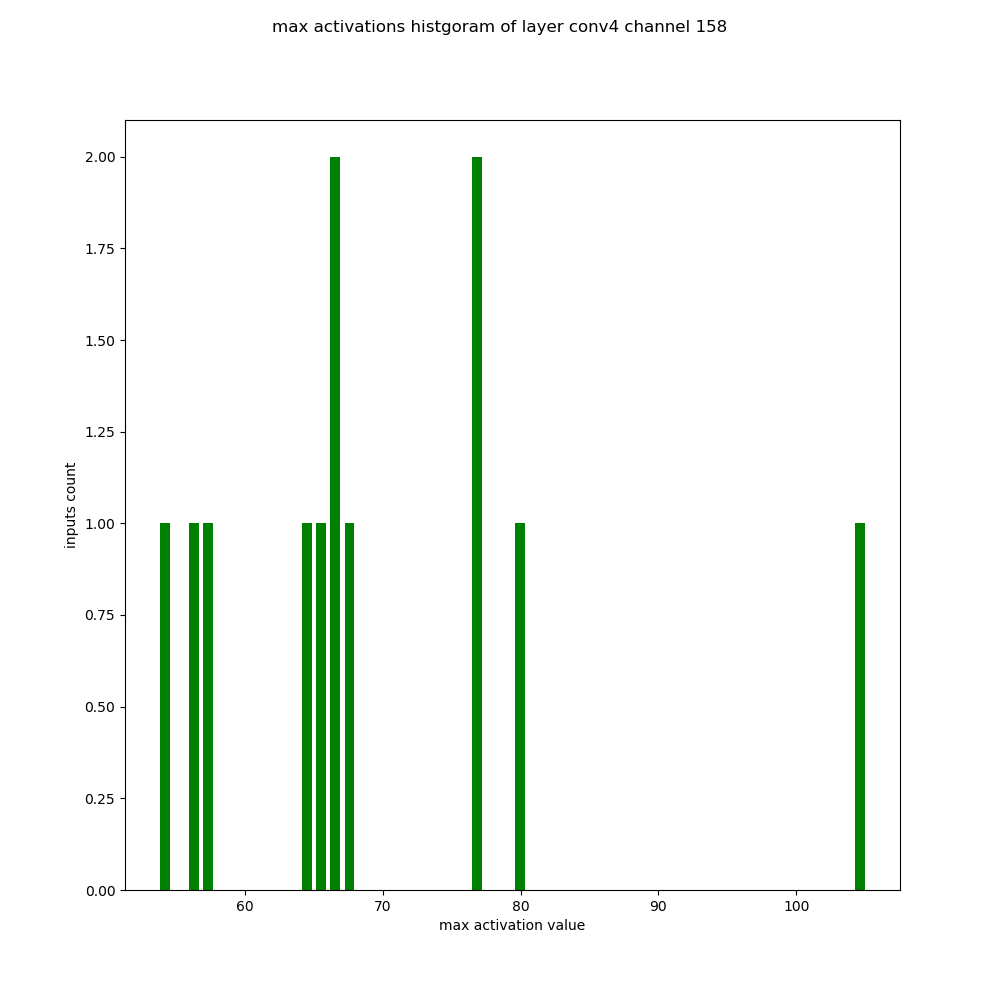 max activations histgoram of layer conv4 channel 158
2.00
1.75
1.50
1.25
1.00
0.75
0.50
0.25
0.00
inputs count
60 70 80 90 100
max activation value